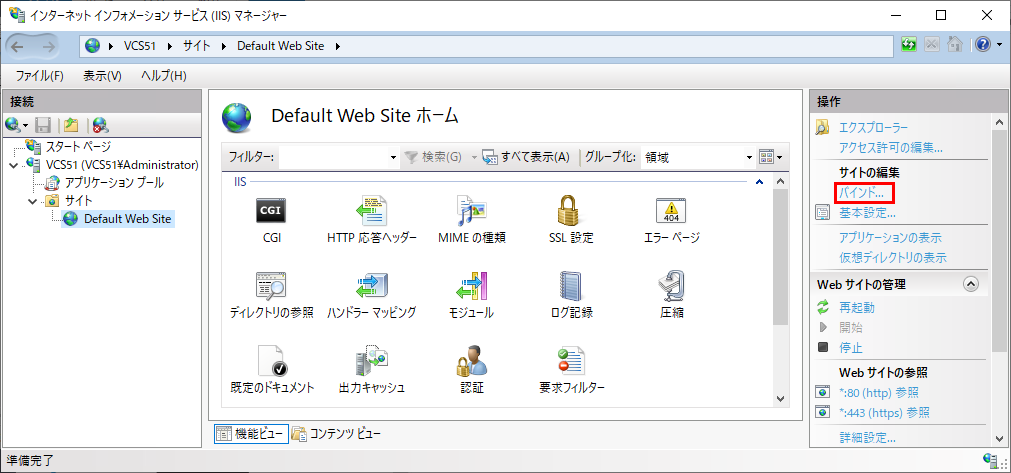 インターネット インフォメーション サービス (IIS) マネージャー
VCS51 サイト Default Web Site
ファイル(F) 表示(V) ヘルプ(H)
接続
スタート ページ
VCS51 (VCS51¥Administrator)
アプリケーション プール
サイト
Default Web Site
Default Web Site ホーム
フィルター: 検索(G) すべて表示(A) グループ化: 領域
IIS
CGI
CGI HTTP 応答ヘッダー MIME の種類 SSL 設定 エラー ページ
404
ディレクトリの参照 ハンドラー マッピング モジュール ログ記録 圧縮
既定のドキュメント 出力キャッシュ 認証 要求フィルター
機能ビュー コンテンツ ビュー
操作
エクスプローラー
アクセス許可の編集...
サイトの編集
バインド...
基本設定...
アプリケーションの表示
仮想ディレクトリの表示
Web サイトの管理
再起動
開始
停止
Web サイトの参照
*:80 (http) 参照
*:443 (https) 参照
詳細設定...
準備完了